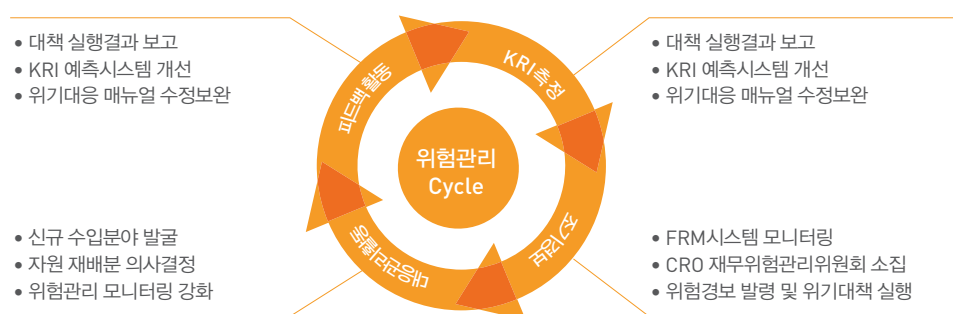 • 대책 실행결과 보고
• KRI 예측시스템 개선
• 위기대응 매뉴얼 수정보완
• 대책 실행결과 보고
• KRI 예측시스템 개선
• 위기대응 매뉴얼 수정보완
피드백활동
KRI측정
위험관리
Cycle
대응관리활동
조기경보
• 신규 수입분야 발굴
• 자원 재배분 의사결정
• 위험관리 모니터링 강화
• FRM시스템 모니터링
• CRO 재무위험관리위원회 소집
• 위험경보 발령 및 위기대책 실행